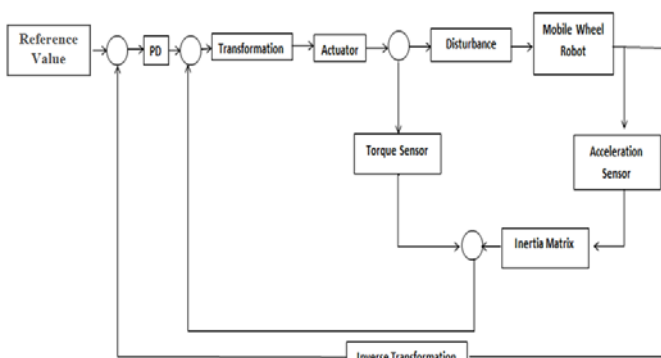 Reference
Value
PD
Transformation
Actuator
Disturbance
Mobile Wheel
Robot
Torque Sensor
Acceleration
Sensor
Inertia Matrix
Inverse Transformation